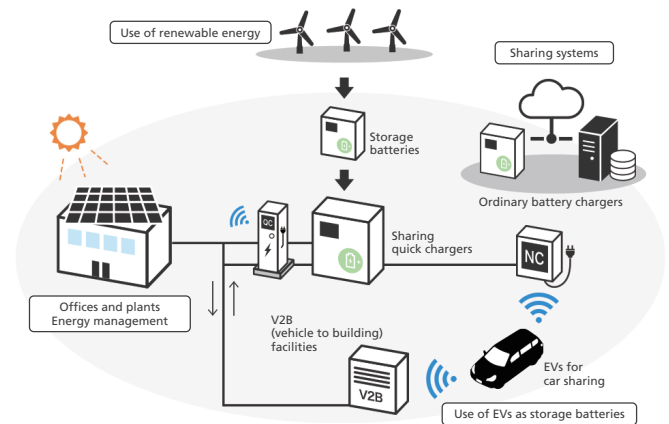 Use of renewable energy
Sharing systems
Storage
batteries
Ordinary battery chargers
QC
Sharing
quick chargers
NC
Offices and plants
Energy management
V2B
(vehicle to building)
facilities
V2B
EVs for
car sharing
Use of EVs as storage batteries